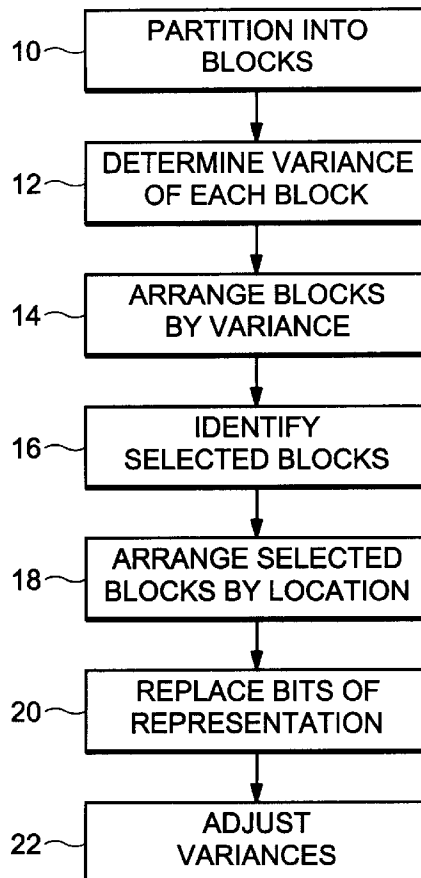 10
PARTITION INTO
BLOCKS
12
DETERMINE VARIANCE
OF EACH BLOCK
14
ARRANGE BLOCKS
BY VARIANCE
16
IDENTIFY
SELECTED BLOCKS
18
ARRANGE SELECTED
BLOCKS BY LOCATION
20
REPLACE BITS OF
REPRESENTATION
22
ADJUST
VARIANCES